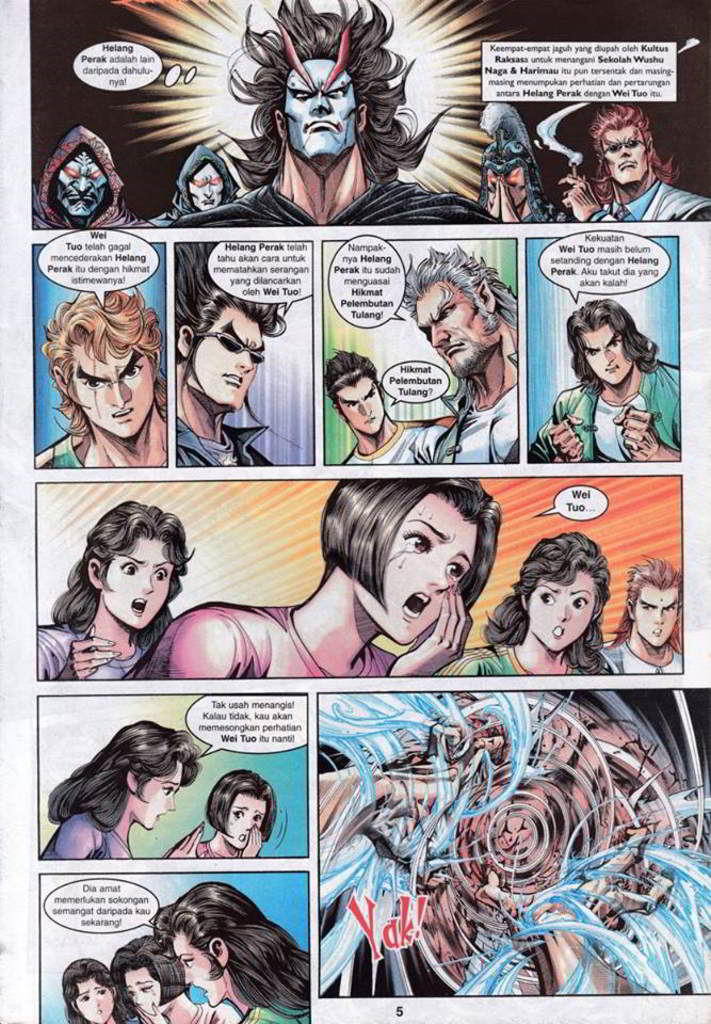 Helang
Perak adalah lain
daripada dahulu-
nya!
Keempat-empat jaguh yang diupah oleh Kultus
Raksasa untuk menangani Sekolah Wushu
Naga & Harimau itu pun tersentak dan masing-
masing menumpukan perhatian dan pertarungan
antara Helang Perak dengan Wei Tuo itu.
Wei
Tuo telah gagal
mencederakan Helang
Perak itu dengan hikmat
istimewanya!
Helang Perak telah
tahu akan cara untuk
mematahkan serangan
yang dilancarkan
oleh Wei Tuo!
Nampak-
nya Helang
Perak itu sudah
menguasai
Hikmat
Pelembutan
Tulang!
Hikmat
Pelembutan
Tulang?
Kekuatan
Wei Tuo masih belum
setanding dengan Helang
Perak. Aku takut dia yang
akan kalah!
Wei
Tuo...
Tak usah menangis!
Kalau tidak, kau akan
memesongkan perhatian
Wei Tuo itu nanti!
Dia amat
memerlukan sokongan
semangat daripada kau
sekarang!
Yak!
5